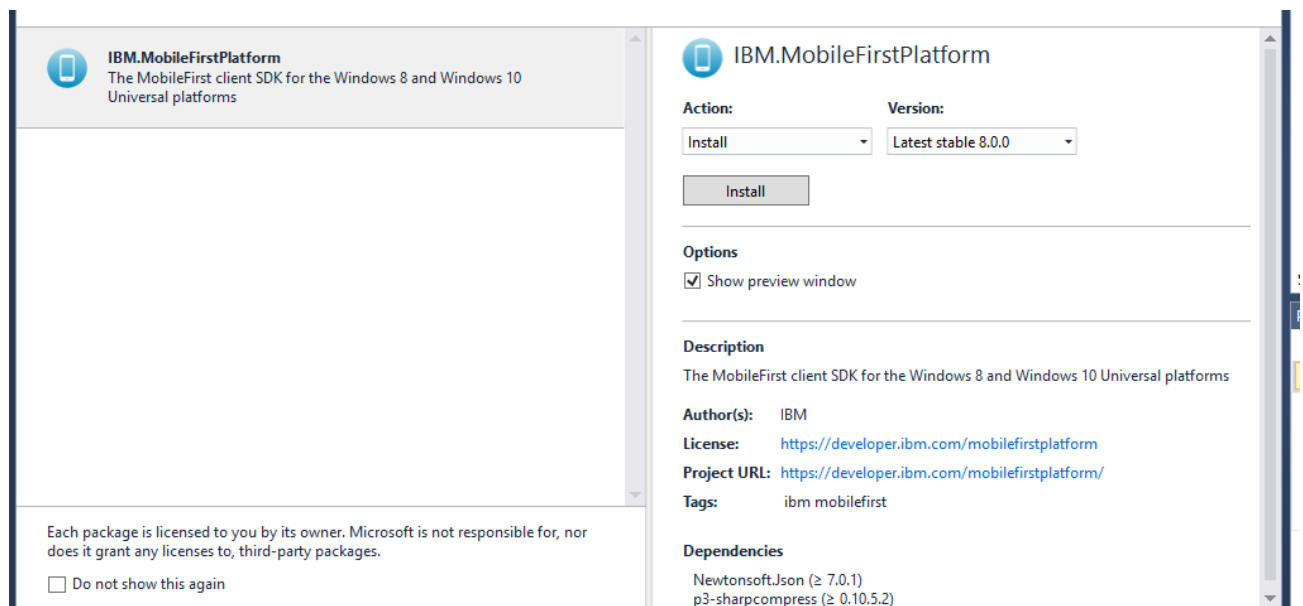 IBM.MobileFirstPlatform
The MobileFirst client SDK for the Windows 8 and Windows 10
Universal platforms
Each package is licensed to you by its owner. Microsoft is not responsible for, nor
does it grant any licenses to, third-party packages.
Do not show this again
IBM.MobileFirstPlatform
Action: Version:
Install Latest stable 8.0.0
Install
Options
Show preview window
Description
The MobileFirst client SDK for the Windows 8 and Windows 10 Universal platforms
Author(s): IBM
License: https://developer.ibm.com/mobilefirstplatform
Project URL: https://developer.ibm.com/mobilefirstplatform/
Tags: ibm mobilefirst
Dependencies
Newtonsoft.Json (≥ 7.0.1)
p3-sharpcompress (≥ 0.10.5.2)